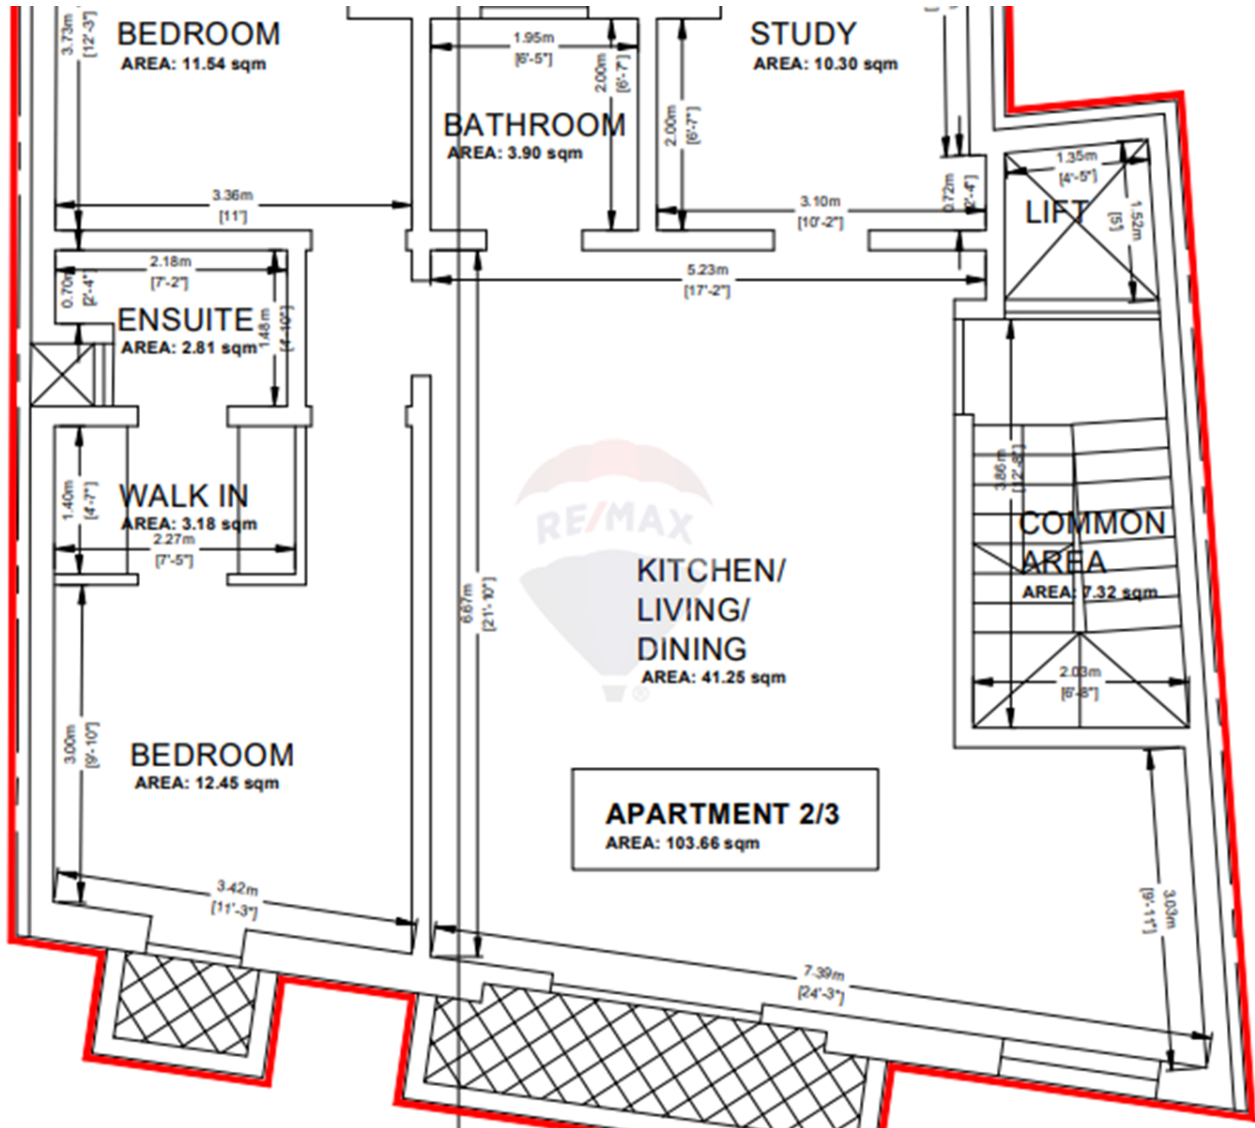 BEDROOM
AREA: 11.54 sqm
3.73m
[12'-3"]
1.95m
[6'-5"]
2.00m
[6'-7"]
BATHROOM
AREA: 3.90 sqm
STUDY
AREA: 10.30 sqm
2.00m
[6'-7"]
3.36m
[11']
3.10m
[10'-2"]
0.72m
[2'-4"]
1.35m
[4'-5"]
LIFT
1.52m
[5']
2.18m
[7'-2"]
0.70m
[2'-4"]
ENSUITE
AREA: 2.81 sqm
1.48m
[4'-10"]
5.23m
[17'-2"]
WALK IN
AREA: 3.18 sqm
1.40m
[4'-7"]
2.27m
[7'-5"]
3.86m
[12'-8"]
COMMON
AREA
AREA: 7.32 sqm
2.03m
[6'-8"]
RE/MAX
®
6.67m
[21'-10"]
KITCHEN/
LIVING/
DINING
AREA: 41.25 sqm
3.00m
[9'-10"]
BEDROOM
AREA: 12.45 sqm
APARTMENT 2/3
AREA: 103.66 sqm
3.42m
[11'-3"]
3.03m
[9'-11"]
7.39m
[24'-3"]